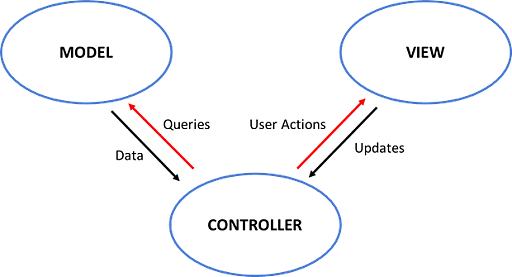 MODEL
VIEW
Queries
User Actions
Data
Updates
CONTROLLER